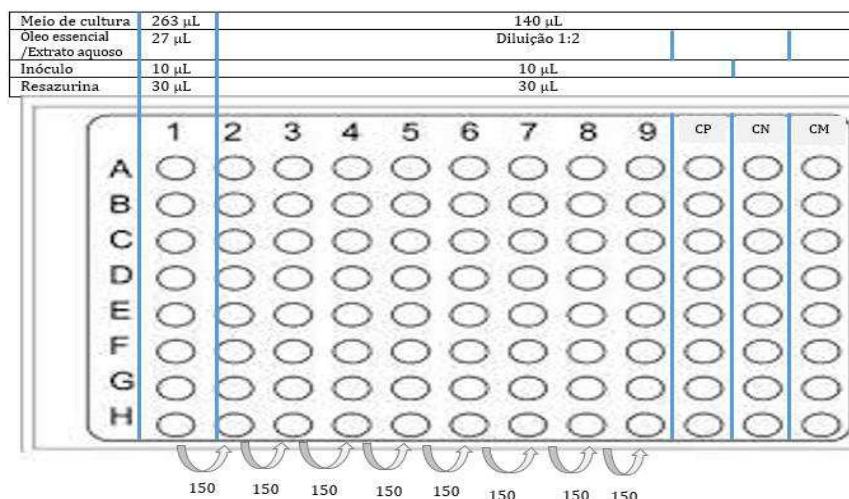 Meio de cultura 263 µL 140 µL
Óleo essencial 27 µL Diluição 1:2
/Extrato aquoso
Inóculo 10 µL 10 µL
Resazurina 30 µL 30 µL
1 2 3 4 5 6 7 8 9 CP CN CM
A
B
C
D
E
F
G
H
150 150 150 150 150 150 150 150